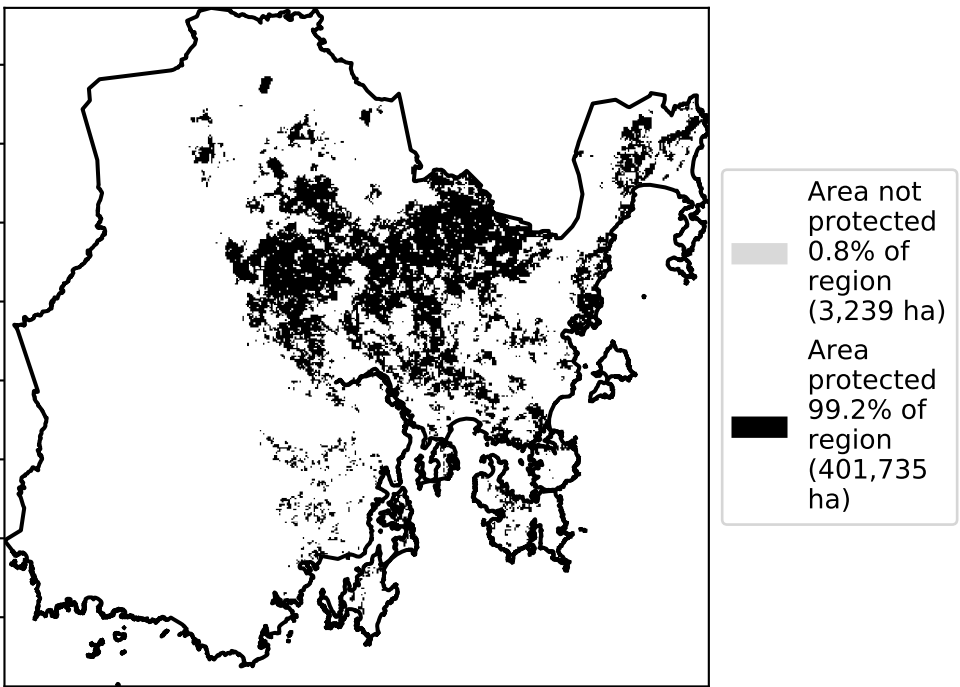 Area not
protected
0.8% of
region
(3,239 ha)
Area
protected
99.2% of
region
(401,735
ha)